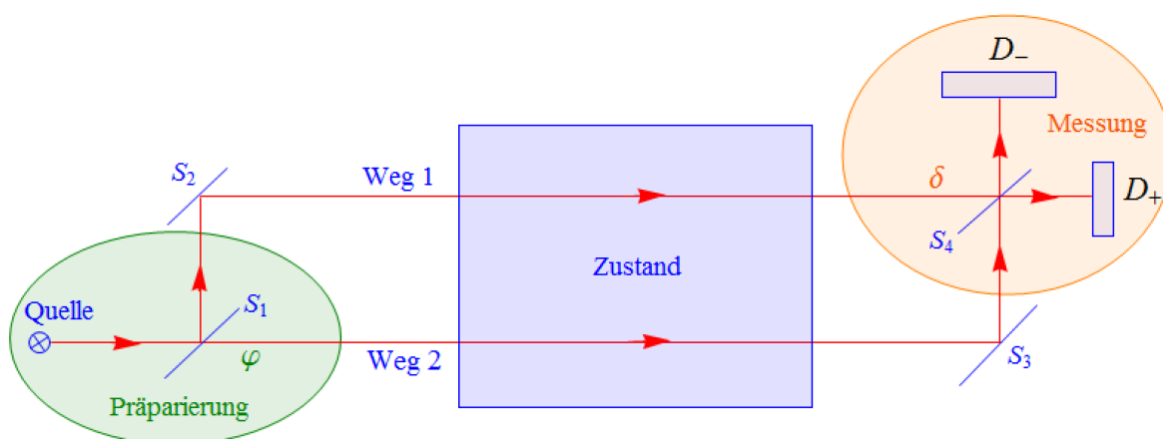 D₋
Messung
S₂
Weg 1
δ
D₊
S₄
Zustand
Quelle
S₁
φ
Weg 2
S₃
Präparierung